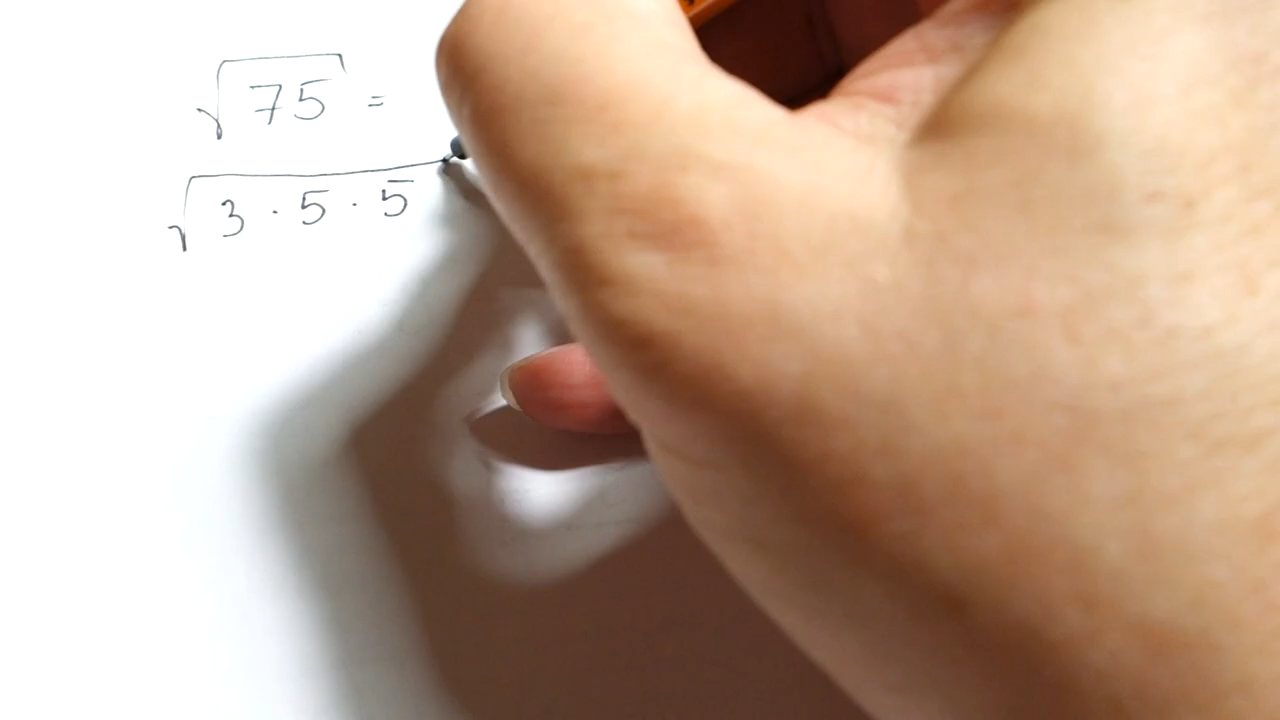 √75 =
√3 · 5 · 5